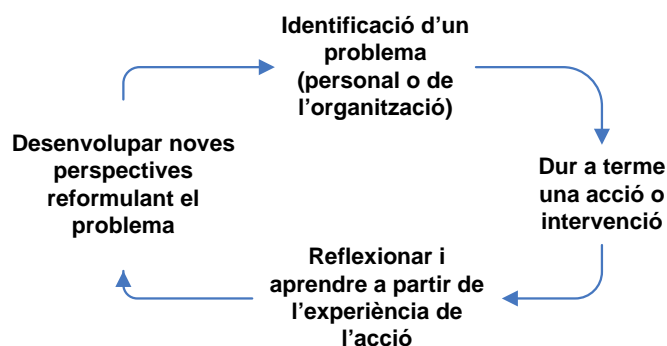 Identificació d’un
problema
(personal o de
l’organització)
Dur a terme
una acció o
intervenció
Reflexionar i
aprendre a partir de
l’experiència de
l’acció
Desenvolupar noves
perspectives
reformulant el
problema